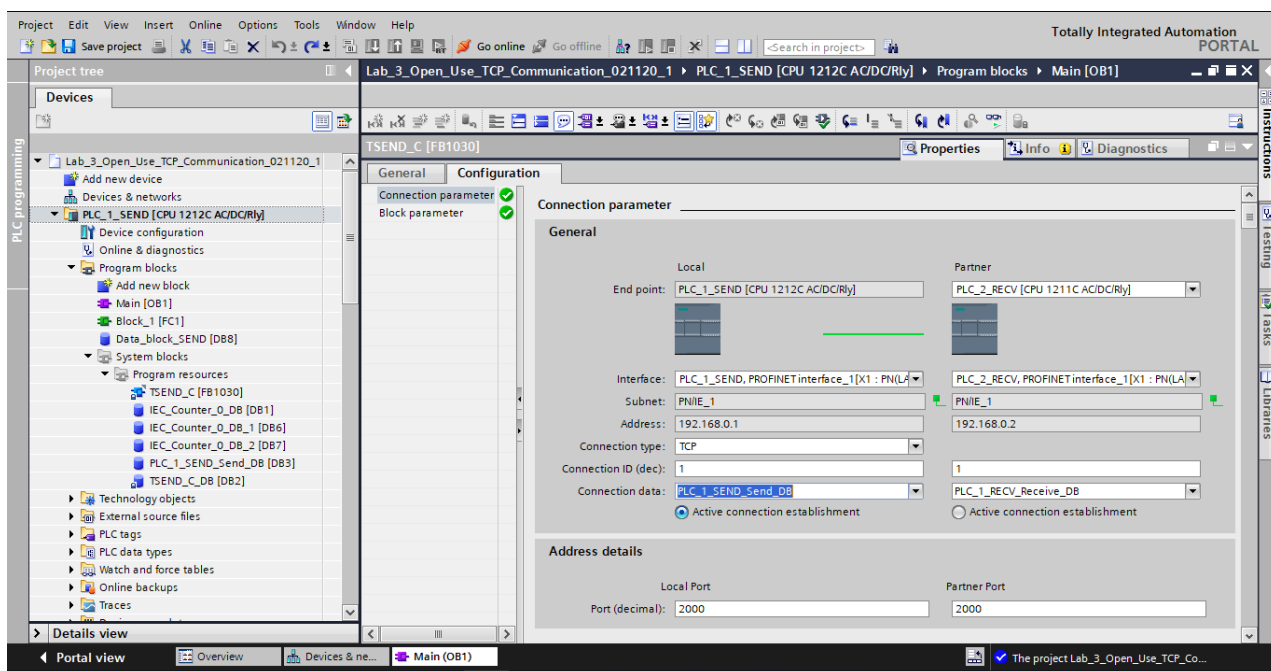 Project Edit View Insert Online Options Tools Window Help
Totally Integrated Automation
PORTAL
Save project
Go online
Go offline
<Search in project>
Project tree
Lab_3_Open_Use_TCP_Communication_021120_1 ▸ PLC_1_SEND [CPU 1212C AC/DC/Rly] ▸ Program blocks ▸ Main [OB1]
Devices
PLC programming
Lab_3_Open_Use_TCP_Communication_021120_1
Add new device
Devices & networks
PLC_1_SEND [CPU 1212C AC/DC/Rly]
Device configuration
Online & diagnostics
Program blocks
Add new block
Main [OB1]
Block_1 [FC1]
Data_block_SEND [DB8]
System blocks
Program resources
TSEND_C [FB1030]
IEC_Counter_0_DB [DB1]
IEC_Counter_0_DB_1 [DB6]
IEC_Counter_0_DB_2 [DB7]
PLC_1_SEND_Send_DB [DB3]
TSEND_C_DB [DB2]
Technology objects
External source files
PLC tags
PLC data types
Watch and force tables
Online backups
Traces
Details view
TSEND_C [FB1030]
Properties
Info
Diagnostics
General
Configuration
Connection parameter
Block parameter
Connection parameter
General
Local Partner
End point: PLC_1_SEND [CPU 1212C AC/DC/Rly] PLC_2_RECV [CPU 1211C AC/DC/Rly]
Interface: PLC_1_SEND, PROFINET interface_1[X1 : PN(LA PLC_2_RECV, PROFINET interface_1[X1 : PN(LA
Subnet: PN/IE_1 PN/IE_1
Address: 192.168.0.1 192.168.0.2
Connection type: TCP
Connection ID (dec): 1 1
Connection data: PLC_1_SEND_Send_DB PLC_1_RECV_Receive_DB
Active connection establishment Active connection establishment
Address details
Local Port Partner Port
Port (decimal): 2000 2000
Instructions
Testing
Tasks
Libraries
Portal view
Overview
Devices & ne...
Main (OB1)
The project Lab_3_Open_Use_TCP_Co...